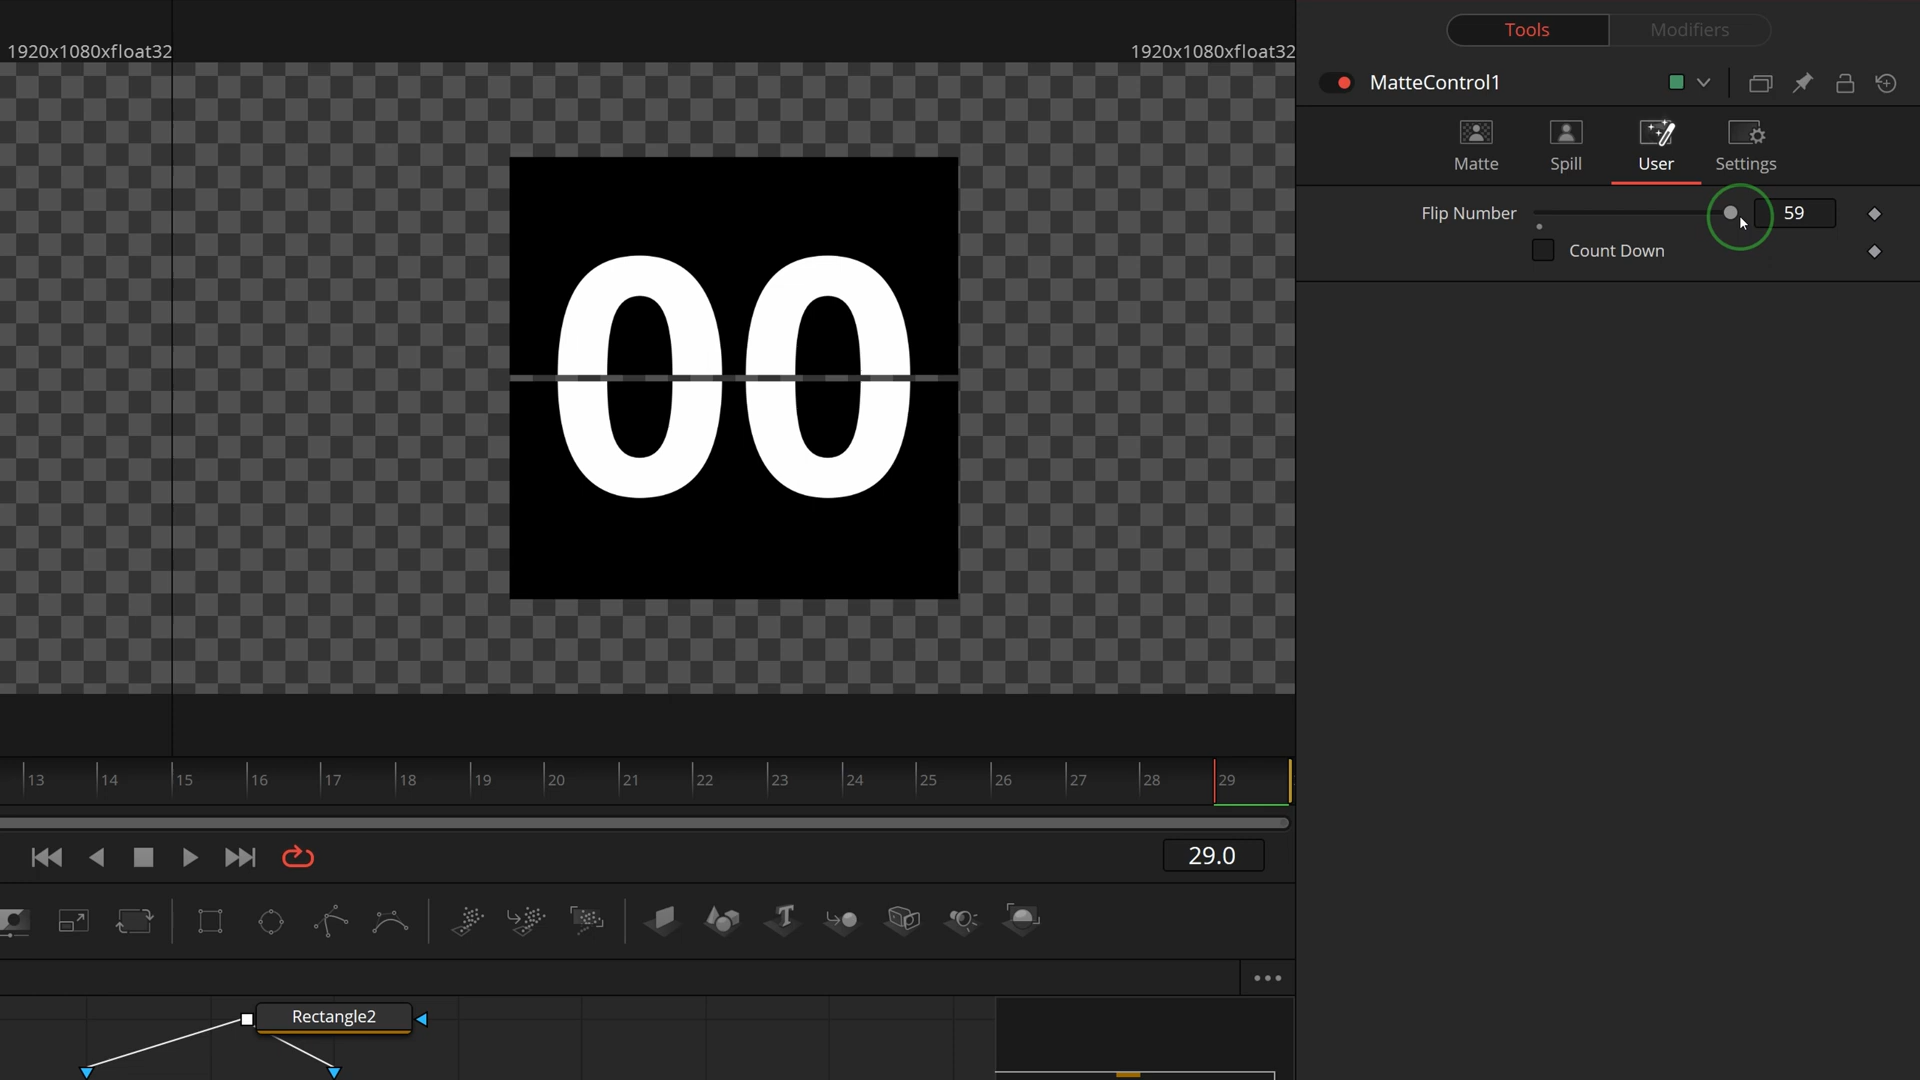 1920x1080xfloat32
1920x1080xfloat32
Tools
Modifiers
MatteControl1
Matte
Spill
User
Settings
Flip Number
59
Count Down
00
13
14
15
16
17
18
19
20
21
22
23
24
25
26
27
28
29
29.0
T
Rectangle2